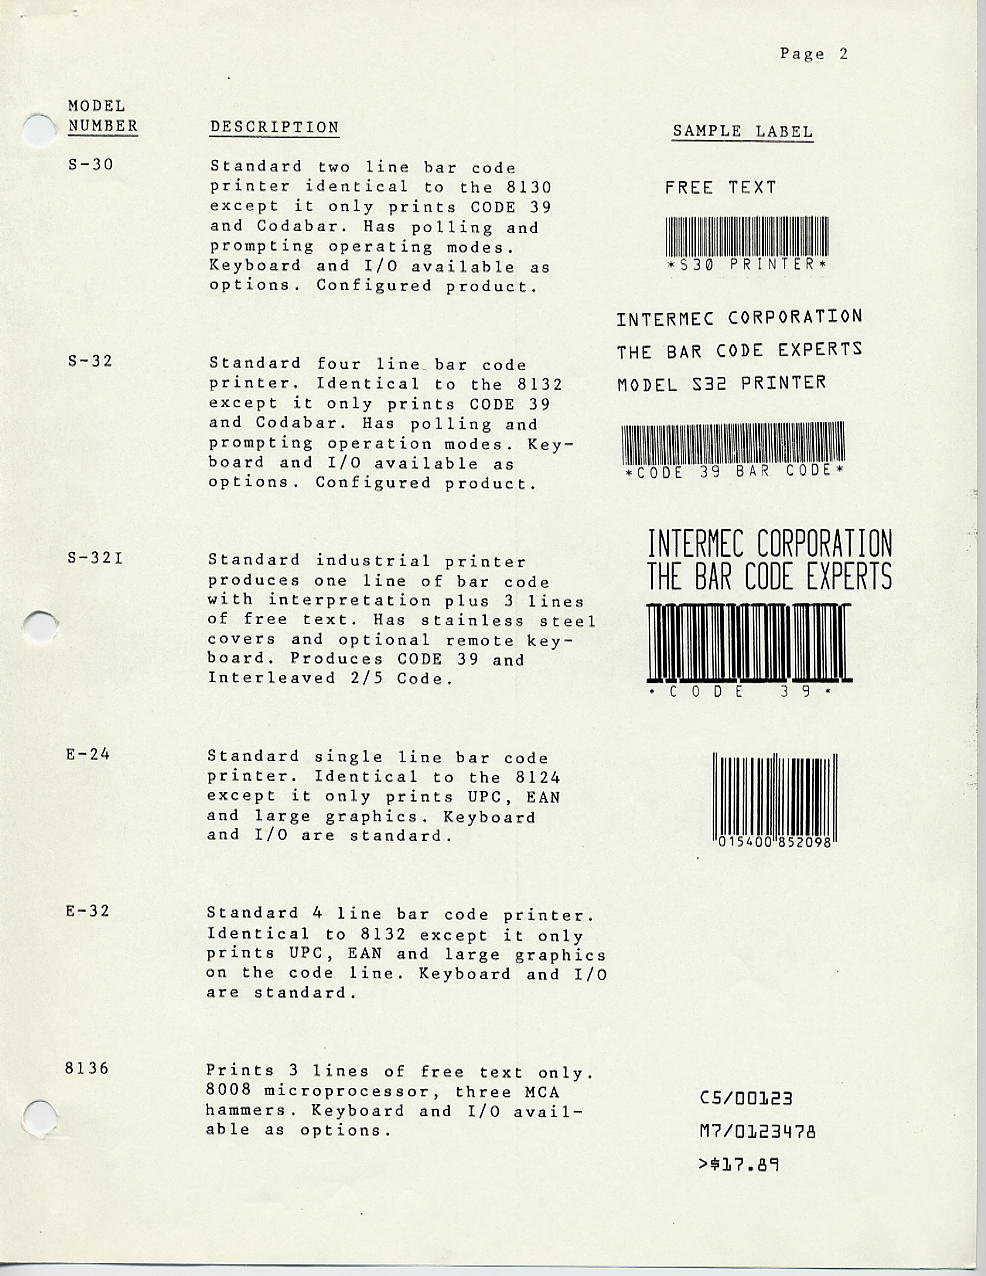 Page 2
MODEL
NUMBER
DESCRIPTION
SAMPLE LABEL
S-30
Standard two line bar code
printer identical to the 8130
except it only prints CODE 39
and Codabar. Has polling and
prompting operating modes.
Keyboard and I/O available as
options. Configured product.
FREE TEXT
*S30 PRINTER*
S-32
Standard four line bar code
printer. Identical to the 8132
except it only prints CODE 39
and Codabar. Has polling and
prompting operation modes. Key-
board and I/O available as
options. Configured product.
INTERMEC CORPORATION
THE BAR CODE EXPERTS
MODEL S32 PRINTER
*CODE 39 BAR CODE*
S-32I
Standard industrial printer
produces one line of bar code
with interpretation plus 3 lines
of free text. Has stainless steel
covers and optional remote key-
board. Produces CODE 39 and
Interleaved 2/5 Code.
INTERMEC CORPORATION
THE BAR CODE EXPERTS
* C O D E 3 9 *
E-24
Standard single line bar code
printer. Identical to the 8124
except it only prints UPC, EAN
and large graphics. Keyboard
and I/O are standard.
015400 852098
E-32
Standard 4 line bar code printer.
Identical to 8132 except it only
prints UPC, EAN and large graphics
on the code line. Keyboard and I/O
are standard.
8136
Prints 3 lines of free text only.
8008 microprocessor, three MCA
hammers. Keyboard and I/O avail-
able as options.
C5/00123
M7/0123478
>$17.89